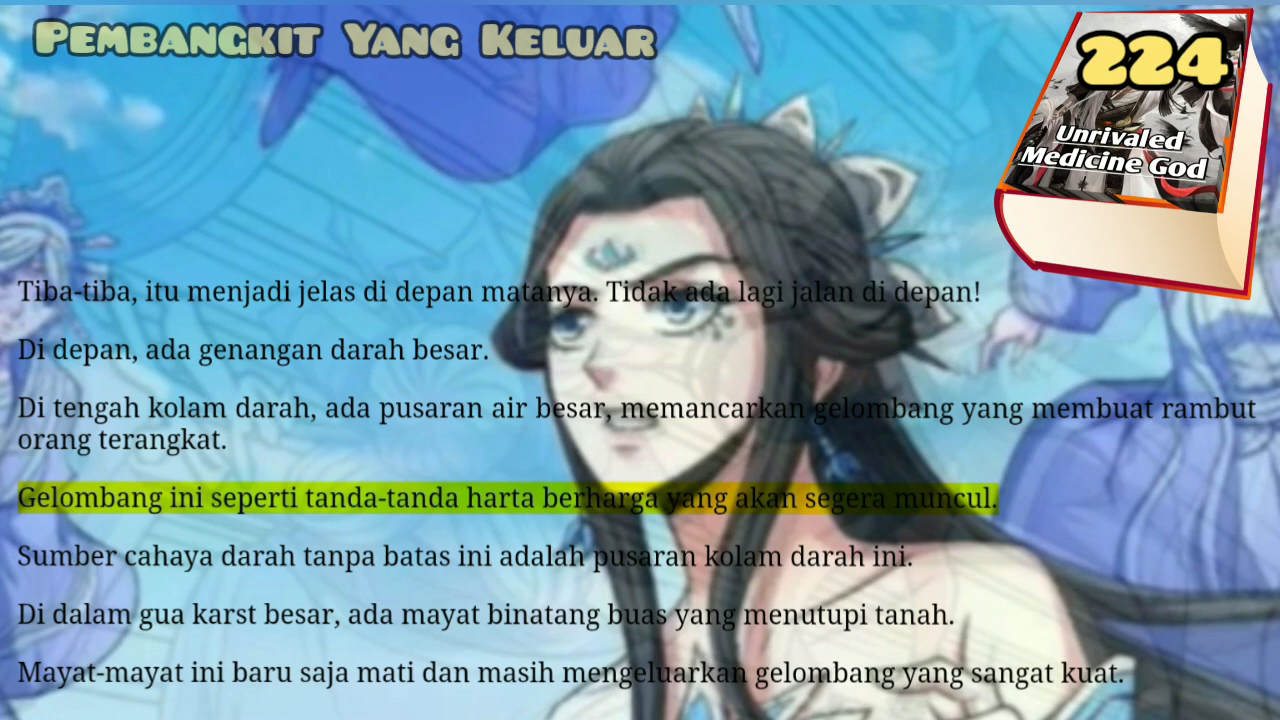 Pembangkit Yang Keluar
224
Unrivaled
Medicine God
Tiba-tiba, itu menjadi jelas di depan matanya. Tidak ada lagi jalan di depan!
Di depan, ada genangan darah besar.
Di tengah kolam darah, ada pusaran air besar, memancarkan gelombang yang membuat rambut
orang terangkat.
Gelombang ini seperti tanda-tanda harta berharga yang akan segera muncul.
Sumber cahaya darah tanpa batas ini adalah pusaran kolam darah ini.
Di dalam gua karst besar, ada mayat binatang buas yang menutupi tanah.
Mayat-mayat ini baru saja mati dan masih mengeluarkan gelombang yang sangat kuat.